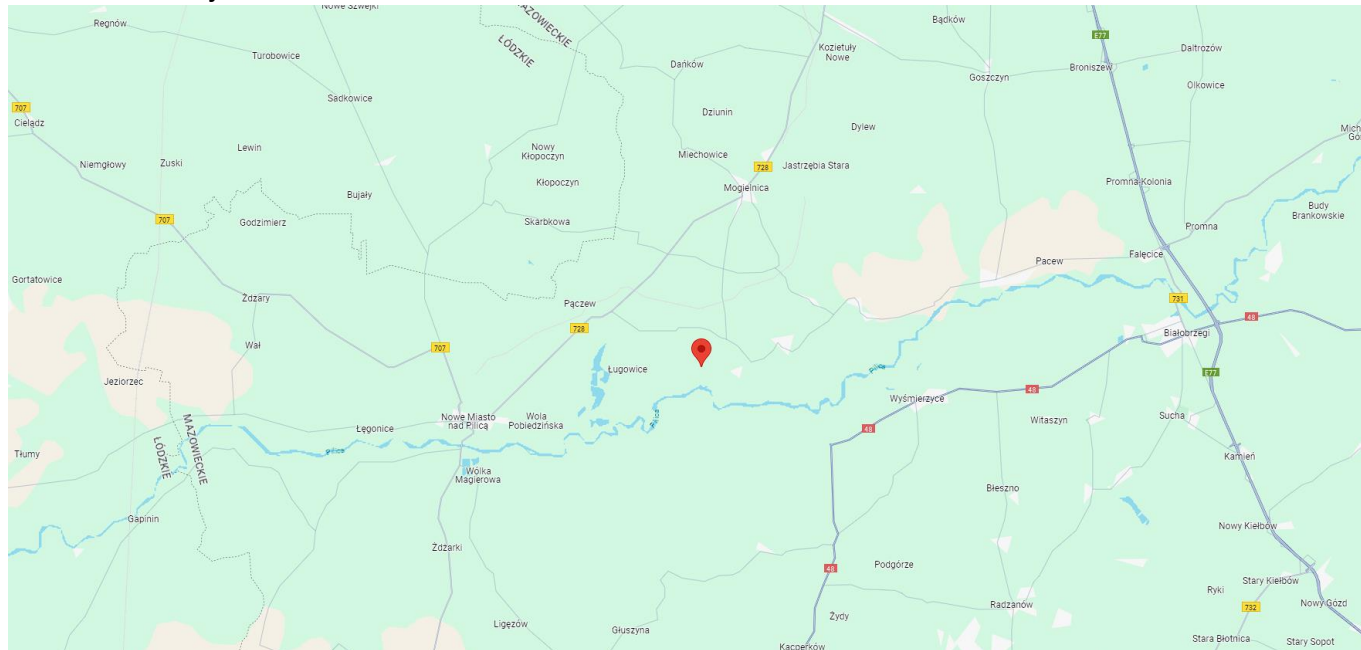 Nowe Szwejki
MAZOWIECKIE
ŁÓDZKIE
Regnów
Turobowice
Bądków
E77
Daltrozów
Kozietuły
Nowe
Dańków
Goszczyn
Broniszew
Olkowice
Sadkowice
707
Cielądz
Dziunin
Dylew
Lewin
Nowy
Kłopoczyn
Miechowice
Niemgłowy
Zuski
728
Jastrzębia Stara
Kłopoczyn
Mogielnica
Promna-Kolonia
Bujały
Budy
Brankowskie
707
Godzimierz
Skarbkowa
Promna
Gortatowice
Pacew
Falęcice
Żdżary
Pączew
731
48
728
Białobrzegi
Wał
707
Ługowice
Pilica
E77
Jeziorzec
48
Wyśmierzyce
Nowe Miasto
nad Pilicą
Wola
Pobiedzińska
Pilica
Witaszyn
Sucha
Łęgonice
48
MAZOWIECKIE
ŁÓDZKIE
Tłumy
Pilica
Kamień
Wólka
Magierowa
Błeszno
Gapinin
Nowy Kiełbów
Żdżarki
Podgórze
48
Stary Kiełbów
Ryki
Radzanów
732
Nowy Gózd
Ligęzów
Głuszyna
Żydy
Stara Błotnica
Stary Sopot
Kacperków